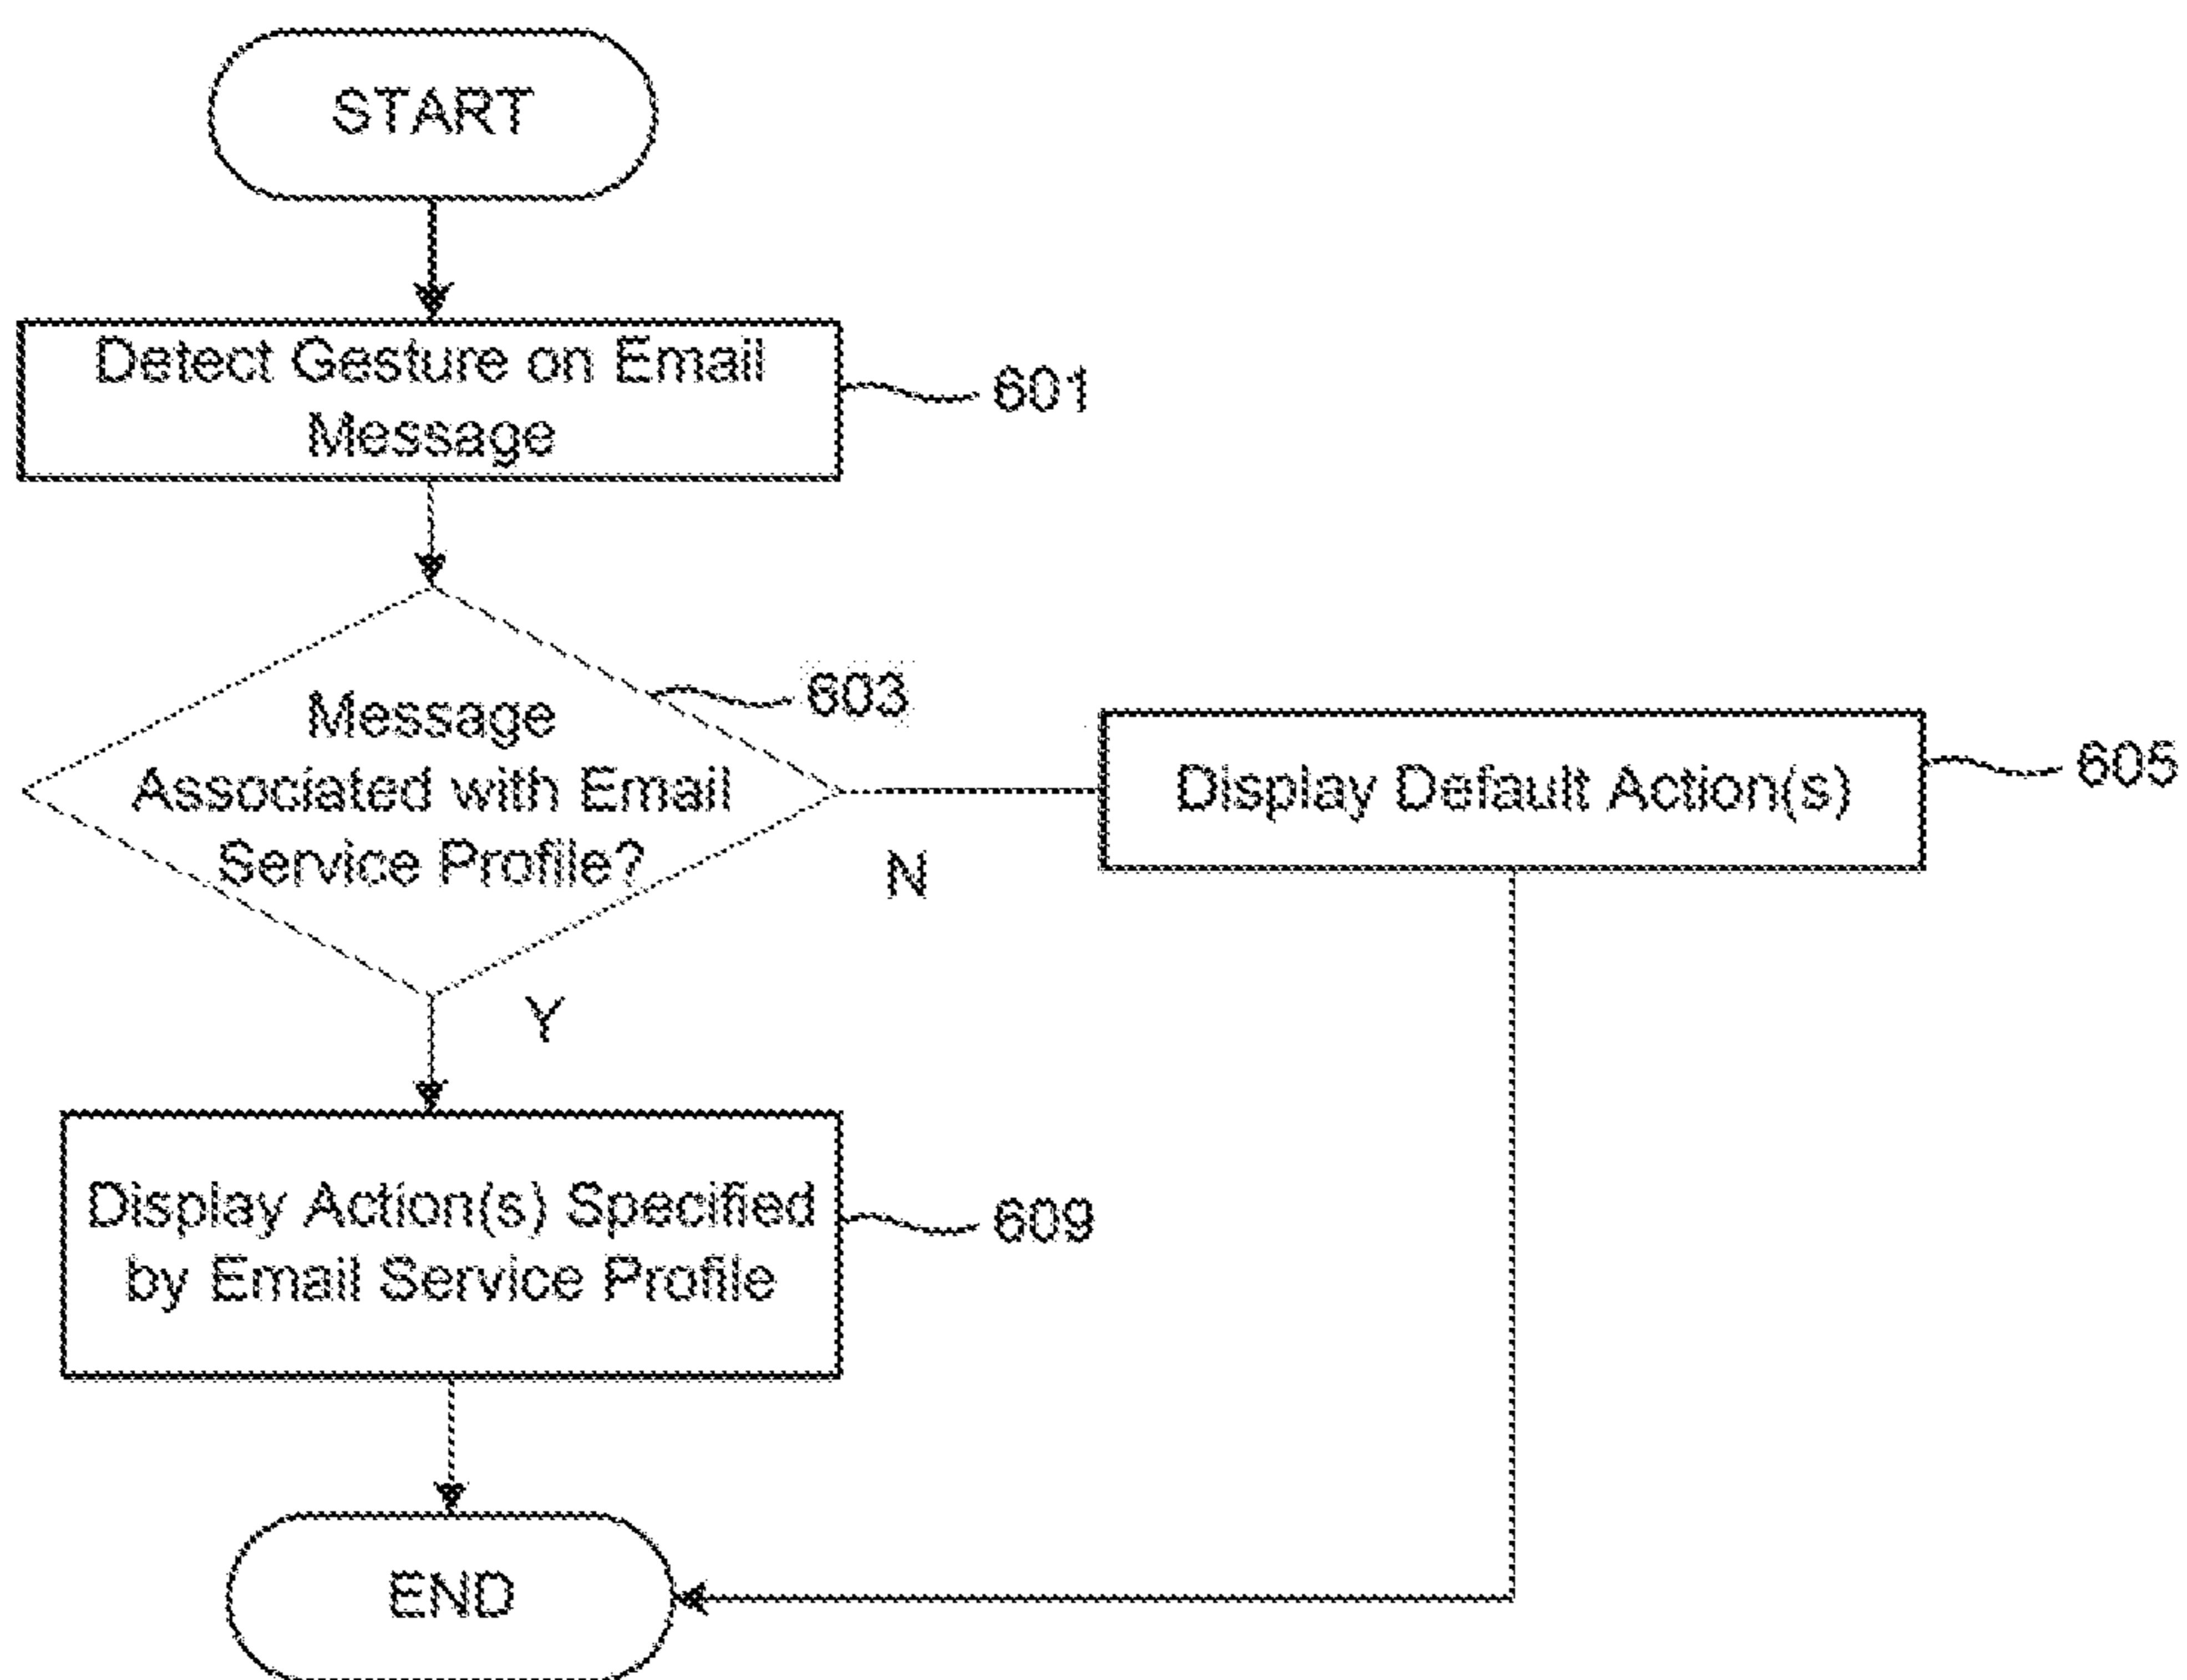 START
Detect Gesture on Email
Message
601
603
Message
Associated with Email
Service Profile?
N
Display Default Action(s)
605
Y
Display Action(s) Specified
by Email Service Profile
609
END